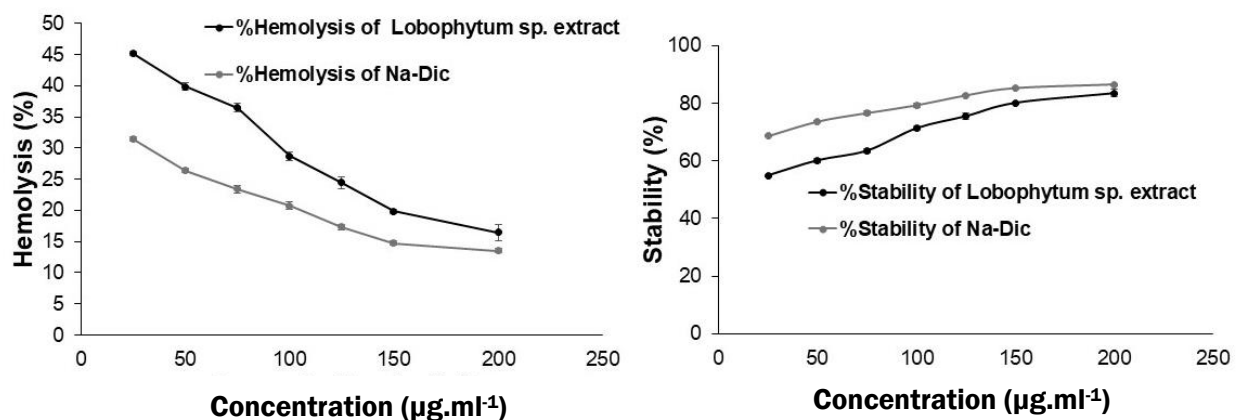 50
45
40
35
30
25
20
15
10
5
0
Hemolysis (%)
%Hemolysis of Lobophytum sp. extract
%Hemolysis of Na-Dic
0 50 100 150 200 250
Concentration (µg.ml-1)
100
80
60
40
20
0
Stability (%)
%Stability of Lobophytum sp. extract
%Stability of Na-Dic
0 50 100 150 200 250
Concentration (µg.ml-1)